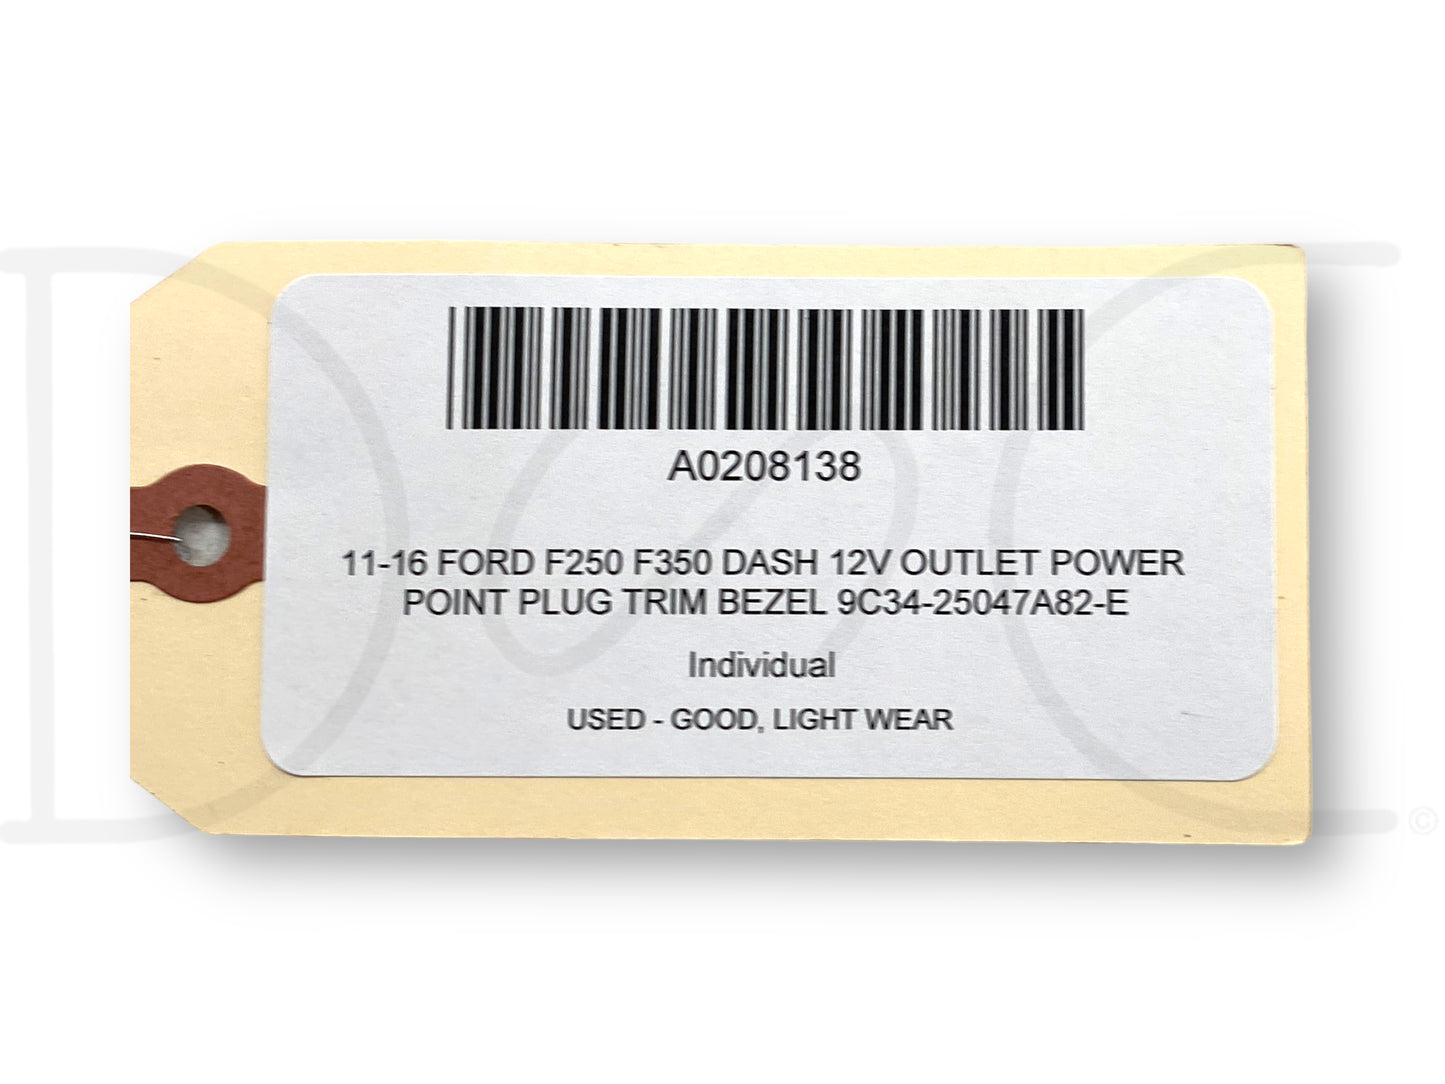 A0208138
11-16 FORD F250 F350 DASH 12V OUTLET POWER
POINT PLUG TRIM BEZEL 9C34-25047A82-E
Individual
USED - GOOD, LIGHT WEAR
©